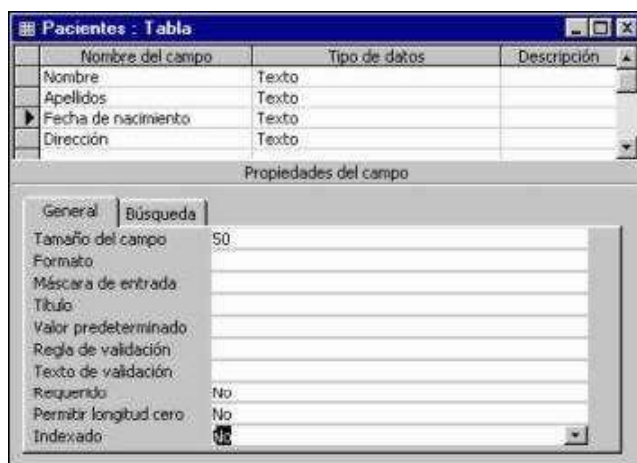 Pacientes : Tabla
Nombre del campo Tipo de datos Descripción
Nombre Texto
Apellidos Texto
Fecha de nacimiento Texto
Dirección Texto
Propiedades del campo
General Búsqueda
Tamaño del campo 50
Formato
Máscara de entrada
Título
Valor predeterminado
Regla de validación
Texto de validación
Requerido No
Permitir longitud cero No
Indexado No